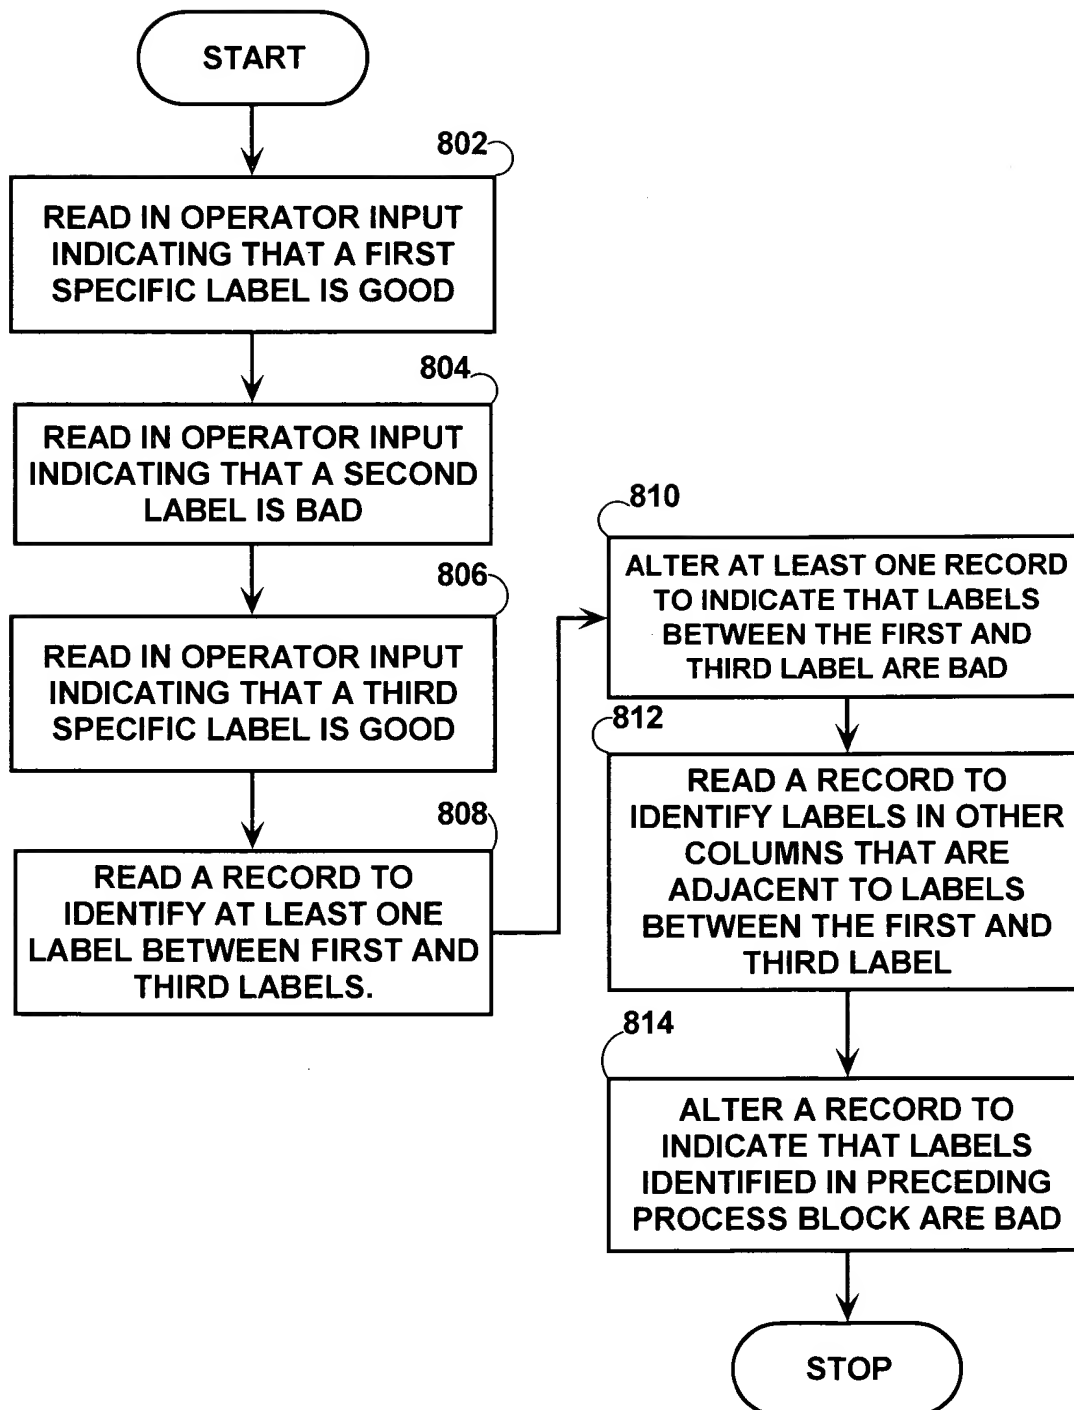 START
802
READ IN OPERATOR INPUT
INDICATING THAT A FIRST
SPECIFIC LABEL IS GOOD
804
READ IN OPERATOR INPUT
INDICATING THAT A SECOND
LABEL IS BAD
806
READ IN OPERATOR INPUT
INDICATING THAT A THIRD
SPECIFIC LABEL IS GOOD
808
READ A RECORD TO
IDENTIFY AT LEAST ONE
LABEL BETWEEN FIRST AND
THIRD LABELS.
810
ALTER AT LEAST ONE RECORD
TO INDICATE THAT LABELS
BETWEEN THE FIRST AND
THIRD LABEL ARE BAD
812
READ A RECORD TO
IDENTIFY LABELS IN OTHER
COLUMNS THAT ARE
ADJACENT TO LABELS
BETWEEN THE FIRST AND
THIRD LABEL
814
ALTER A RECORD TO
INDICATE THAT LABELS
IDENTIFIED IN PRECEDING
PROCESS BLOCK ARE BAD
STOP